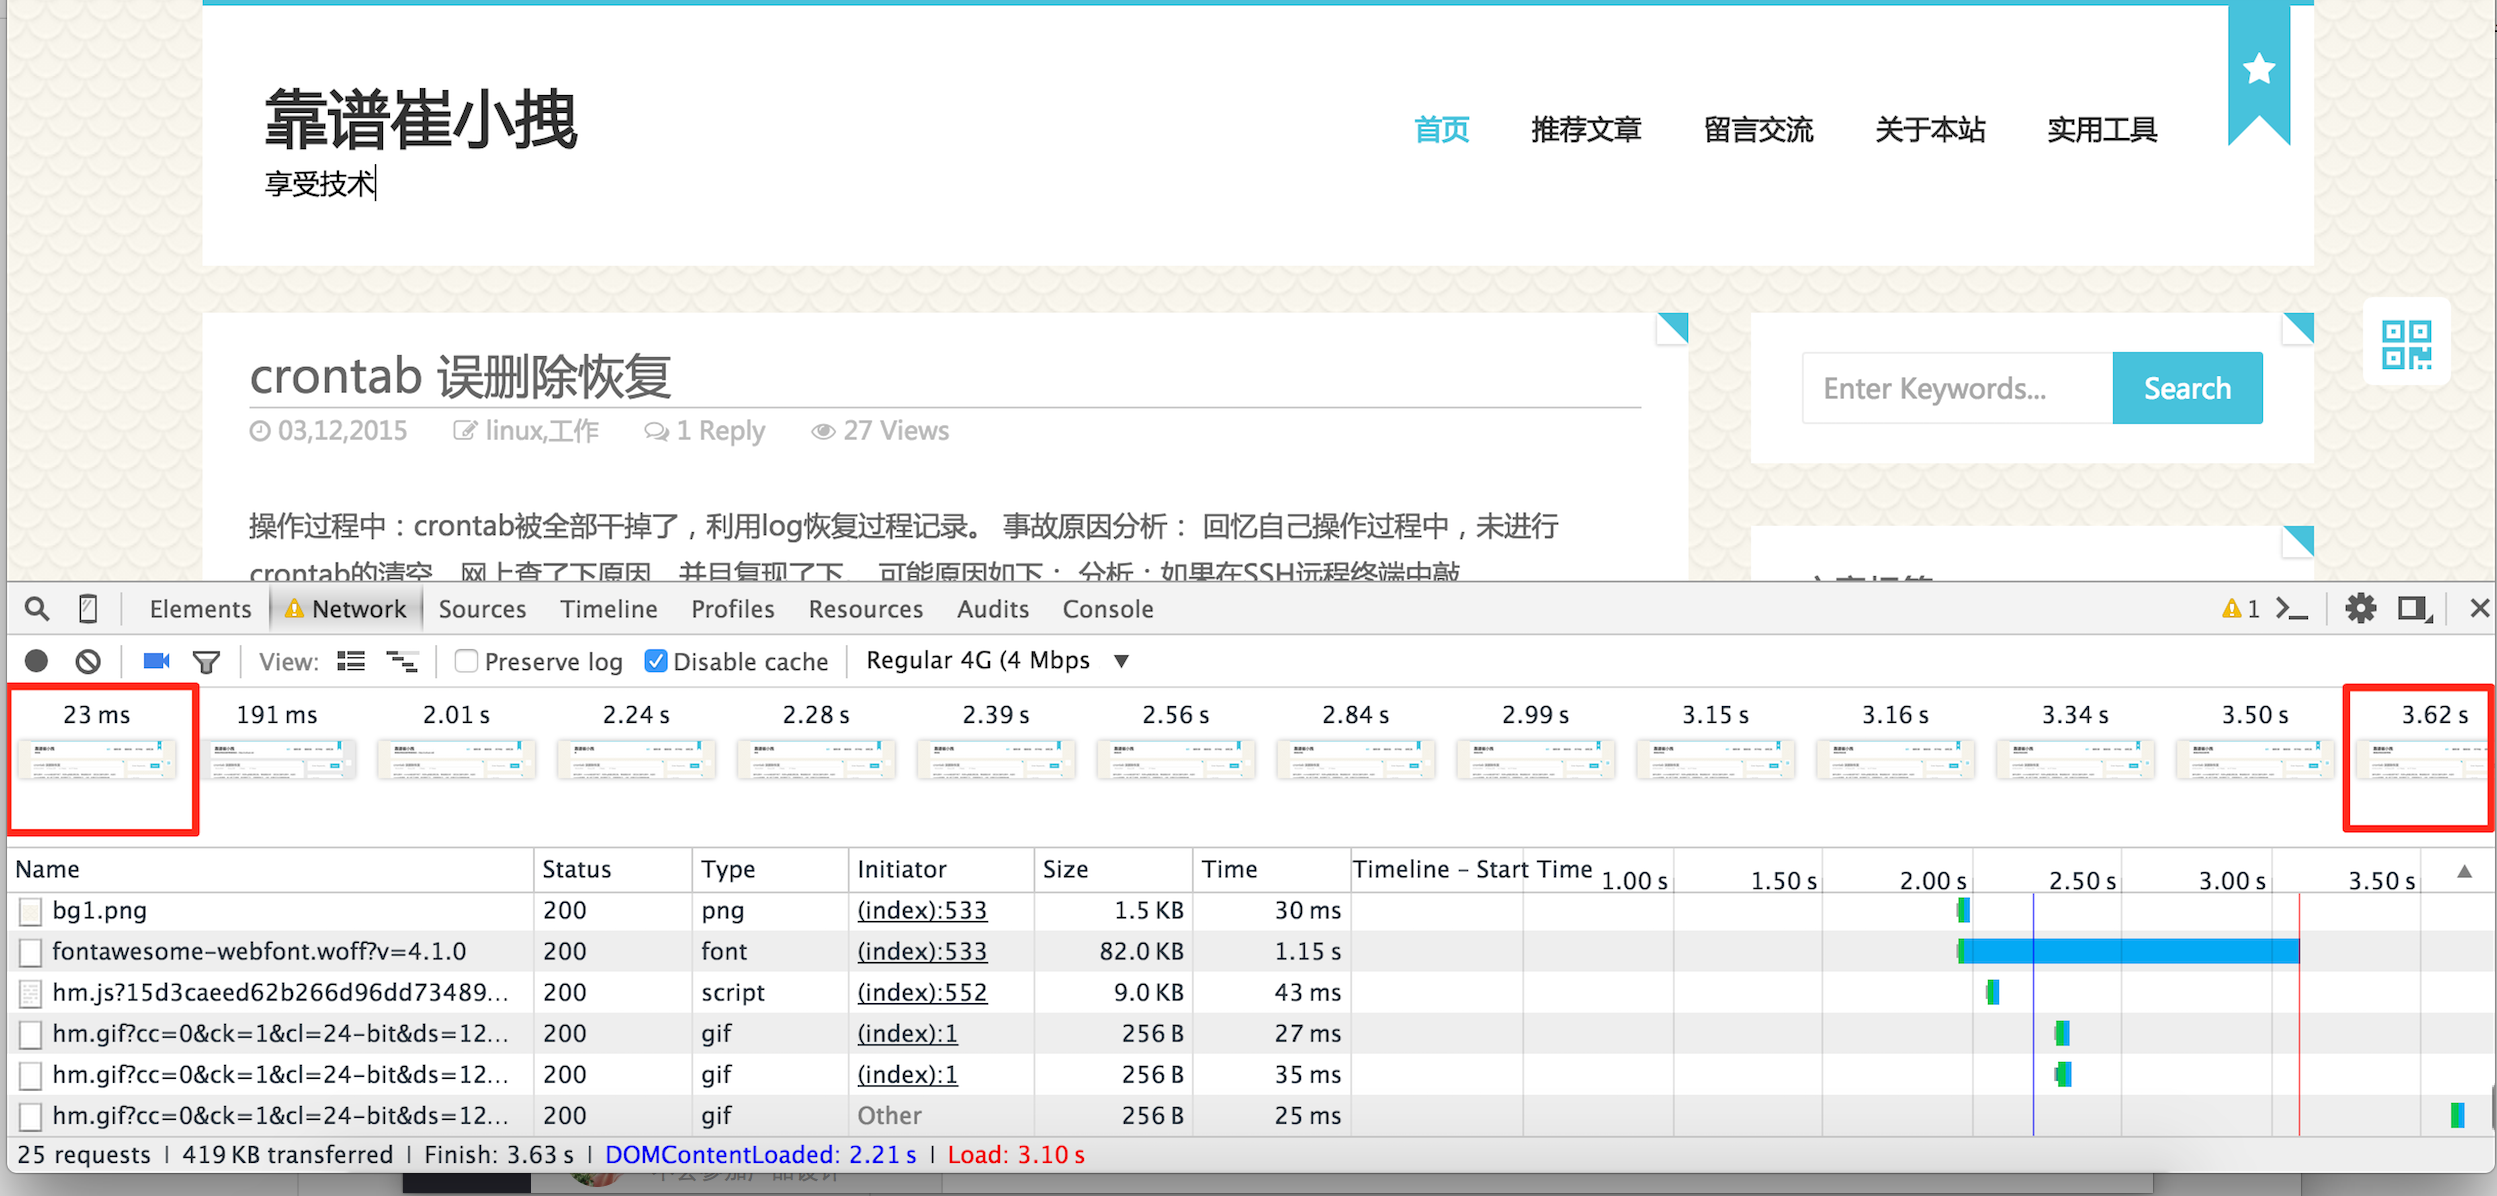 靠谱崔小拽
享受技术
首页 推荐文章 留言交流 关于本站 实用工具
crontab 误删除恢复
03,12,2015 linux,工作 1 Reply 27 Views
Enter Keywords... Search
操作过程中：crontab被全部干掉了，利用log恢复过程记录。 事故原因分析： 回忆自己操作过程中，未进行
crontab的清空，网上查了下原因，并且复现了下， 可能原因如下： 分析：如果在SSH远程终端中敲
Elements Network Sources Timeline Profiles Resources Audits Console 1
View: Preserve log Disable cache Regular 4G (4 Mbps
23 ms 191 ms 2.01 s 2.24 s 2.28 s 2.39 s 2.56 s 2.84 s 2.99 s 3.15 s 3.16 s 3.34 s 3.50 s 3.62 s
Name Status Type Initiator Size Time Timeline – Start Time 1.00 s 1.50 s 2.00 s 2.50 s 3.00 s 3.50 s
bg1.png 200 png (index):533 1.5 KB 30 ms
fontawesome-webfont.woff?v=4.1.0 200 font (index):533 82.0 KB 1.15 s
hm.js?15d3caeed62b266d96dd73489... 200 script (index):552 9.0 KB 43 ms
hm.gif?cc=0&ck=1&cl=24-bit&ds=12... 200 gif (index):1 256 B 27 ms
hm.gif?cc=0&ck=1&cl=24-bit&ds=12... 200 gif (index):1 256 B 35 ms
hm.gif?cc=0&ck=1&cl=24-bit&ds=12... 200 gif Other 256 B 25 ms
25 requests | 419 KB transferred | Finish: 3.63 s | DOMContentLoaded: 2.21 s | Load: 3.10 s